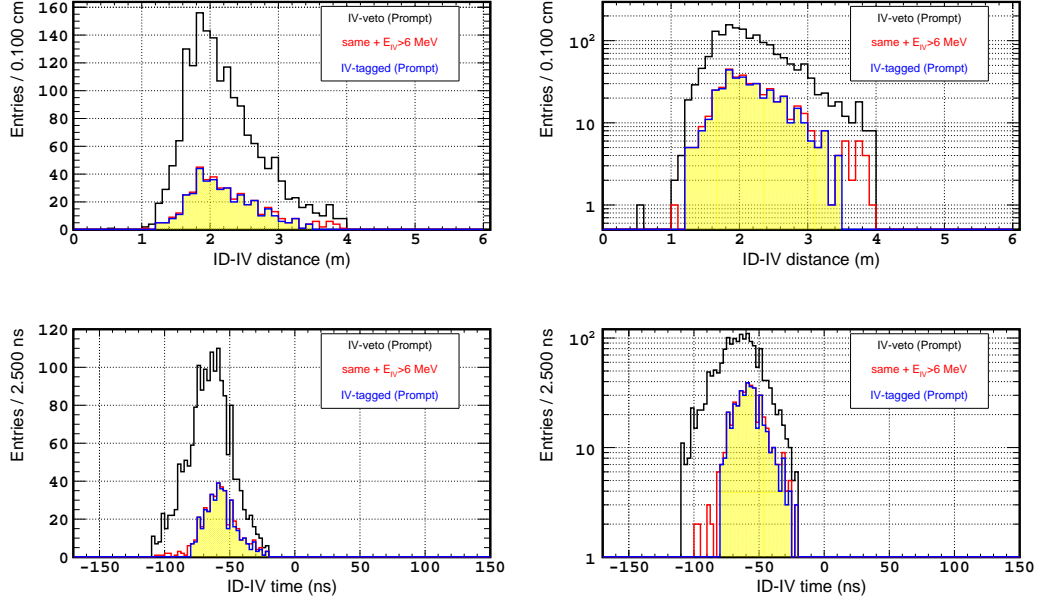 Entries / 0.100 cm
160
140
120
100
80
60
40
20
0
IV-veto (Prompt)
same + E_IV>6 MeV
IV-tagged (Prompt)
0 1 2 3 4 5 6
ID-IV distance (m)
Entries / 0.100 cm
10²
10
1
IV-veto (Prompt)
same + E_IV>6 MeV
IV-tagged (Prompt)
0 1 2 3 4 5 6
ID-IV distance (m)
Entries / 2.500 ns
120
100
80
60
40
20
0
IV-veto (Prompt)
same + E_IV>6 MeV
IV-tagged (Prompt)
−150 −100 −50 0 50 100 150
ID-IV time (ns)
Entries / 2.500 ns
10²
10
1
IV-veto (Prompt)
same + E_IV>6 MeV
IV-tagged (Prompt)
−150 −100 −50 0 50 100 150
ID-IV time (ns)